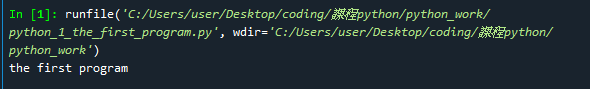 In [1]: runfile('C:/Users/user/Desktop/coding/課程python/python_work/
python_1_the_first_program.py', wdir='C:/Users/user/Desktop/coding/課程python/
python_work')
the first program